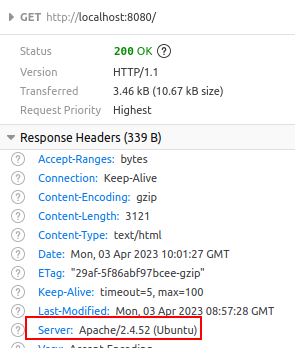 GET http://localhost:8080/
Status 200 OK ?
Version HTTP/1.1
Transferred 3.46 kB (10.67 kB size)
Request Priority Highest
Response Headers (339 B)
? Accept-Ranges: bytes
? Connection: Keep-Alive
? Content-Encoding: gzip
? Content-Length: 3121
? Content-Type: text/html
? Date: Mon, 03 Apr 2023 10:01:27 GMT
? ETag: "29af-5f86abf97bcee-gzip"
? Keep-Alive: timeout=5, max=100
? Last-Modified: Mon, 03 Apr 2023 08:57:28 GMT
? Server: Apache/2.4.52 (Ubuntu)